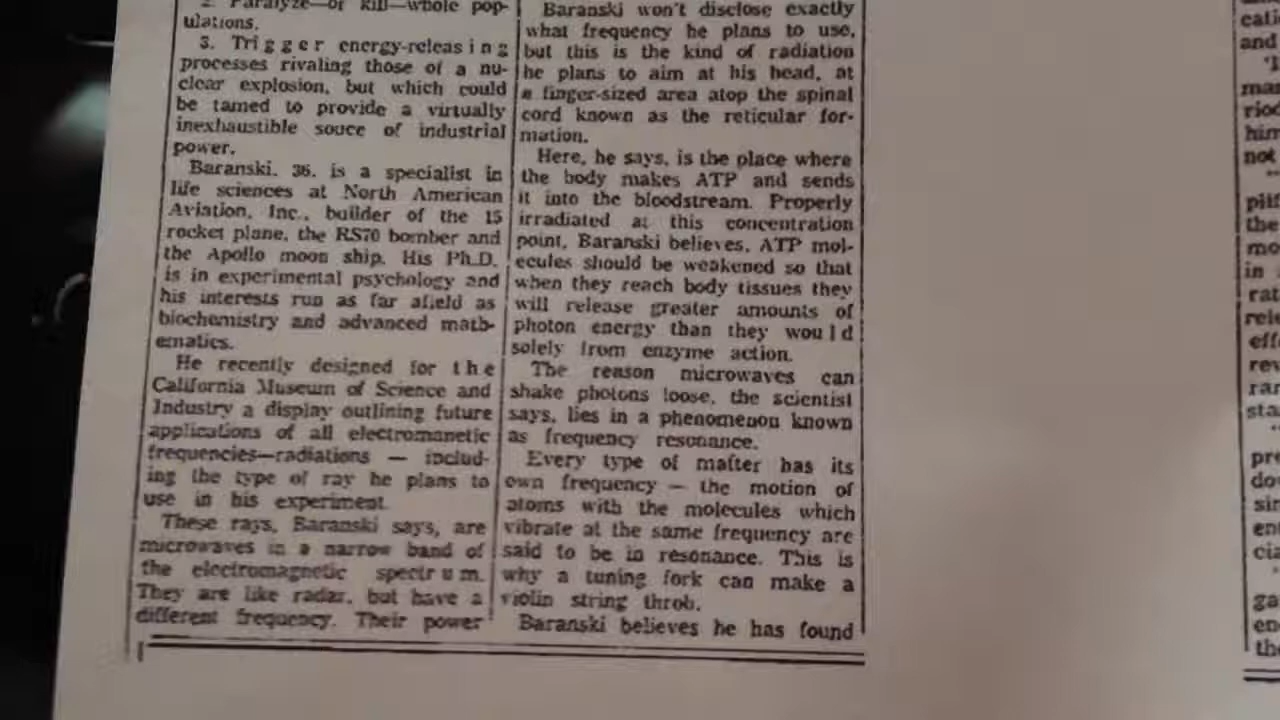 2. Paralyze—or kill—whole pop-
ulations.
3. Trigger energy-releasing
processes rivaling those of a nu-
clear explosion, but which could
be tamed to provide a virtually
inexhaustible souce of industrial
power.
Baranski, 36, is a specialist in
life sciences at North American
Aviation, Inc., builder of the 15
rocket plane, the RS70 bomber and
the Apollo moon ship. His Ph.D.
is in experimental psychology and
his interests run as far afield as
biochemistry and advanced math-
ematics.
He recently designed for the
California Museum of Science and
Industry a display outlining future
applications of all electromanetic
frequencies—radiations — includ-
ing the type of ray he plans to
use in his experiment.
These rays, Baranski says, are
microwaves in a narrow band of
the electromagnetic spectrum.
They are like radar, but have a
different frequency. Their power
Baranski won't disclose exactly
what frequency he plans to use,
but this is the kind of radiation
he plans to aim at his head, at
a finger-sized area atop the spinal
cord known as the reticular for-
mation.
Here, he says, is the place where
the body makes ATP and sends
it into the bloodstream. Properly
irradiated at this concentration
point, Baranski believes, ATP mol-
ecules should be weakened so that
when they reach body tissues they
will release greater amounts of
photon energy than they would
solely from enzyme action.
The reason microwaves can
shake photons loose, the scientist
says, lies in a phenomenon known
as frequency resonance.
Every type of matter has its
own frequency — the motion of
atoms with the molecules which
vibrate at the same frequency are
said to be in resonance. This is
why a tuning fork can make a
violin string throb.
Baranski believes he has found